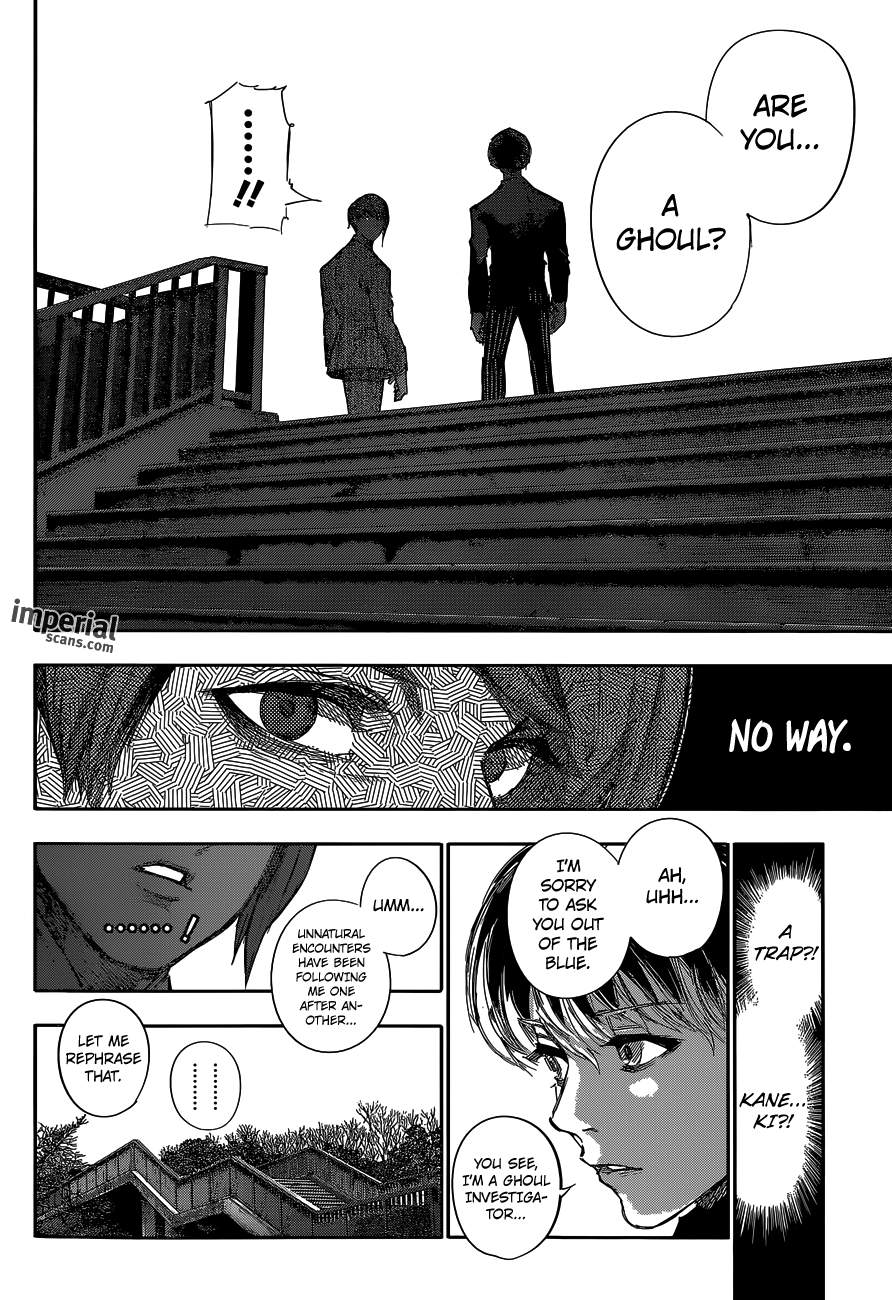 ARE
YOU...
A
GHOUL?
.......!!
imperial
scans.com
NO WAY.
A
TRAP?!
KANE...
KI?!
AH,
UHH...
I'M
SORRY
TO ASK
YOU OUT
OF THE
BLUE.
YOU SEE,
I'M A GHOUL
INVESTIGA-
TOR...
UMM...
UNNATURAL
ENCOUNTERS
HAVE BEEN
FOLLOWING
ME ONE
AFTER AN-
OTHER...
......!
.......
LET ME
REPHRASE
THAT.